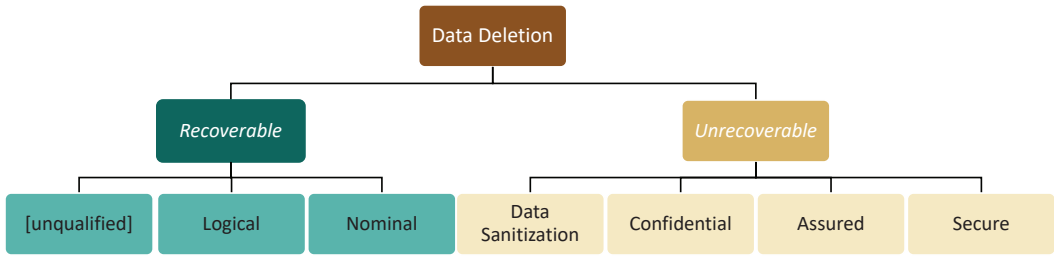 Data Deletion
Recoverable
Unrecoverable
[unqualified]
Logical
Nominal
Data
Sanitization
Confidential
Assured
Secure